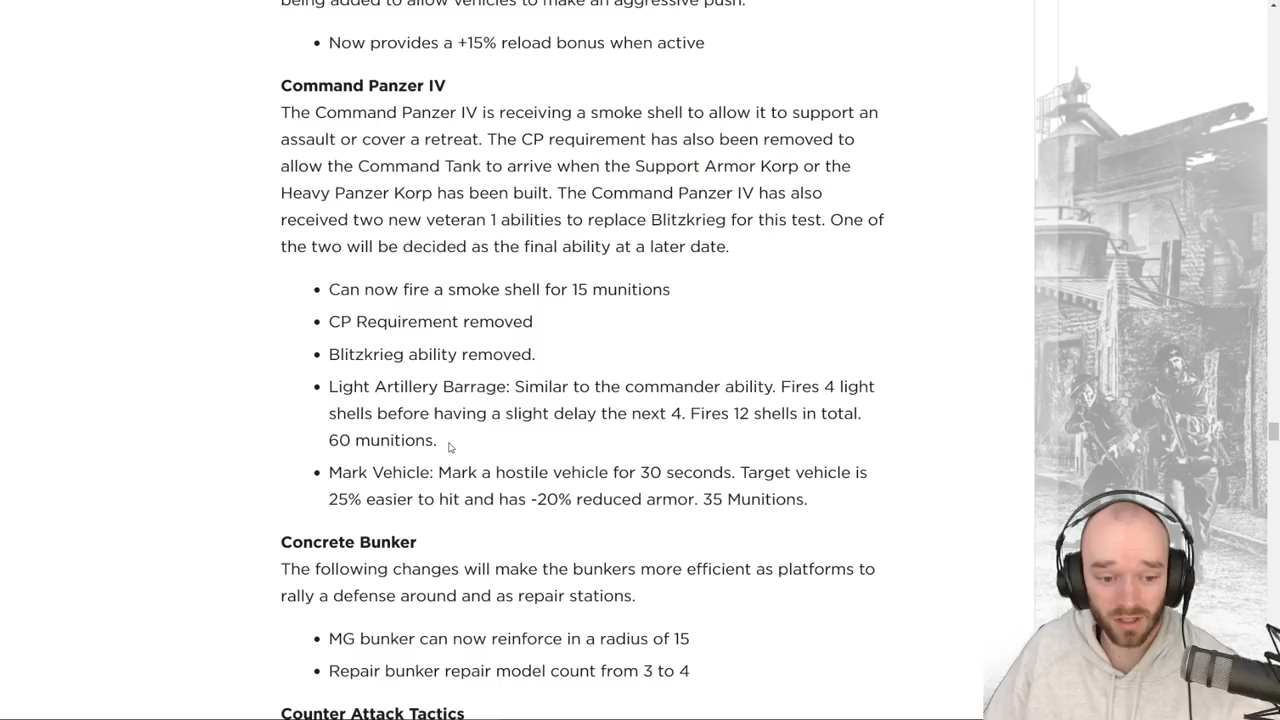 being added to allow vehicles to make an aggressive push.
• Now provides a +15% reload bonus when active
Command Panzer IV
The Command Panzer IV is receiving a smoke shell to allow it to support an
assault or cover a retreat. The CP requirement has also been removed to
allow the Command Tank to arrive when the Support Armor Korp or the
Heavy Panzer Korp has been built. The Command Panzer IV has also
received two new veteran 1 abilities to replace Blitzkrieg for this test. One of
the two will be decided as the final ability at a later date.
• Can now fire a smoke shell for 15 munitions
• CP Requirement removed
• Blitzkrieg ability removed.
• Light Artillery Barrage: Similar to the commander ability. Fires 4 light
shells before having a slight delay the next 4. Fires 12 shells in total.
60 munitions.
• Mark Vehicle: Mark a hostile vehicle for 30 seconds. Target vehicle is
25% easier to hit and has -20% reduced armor. 35 Munitions.
Concrete Bunker
The following changes will make the bunkers more efficient as platforms to
rally a defense around and as repair stations.
• MG bunker can now reinforce in a radius of 15
• Repair bunker repair model count from 3 to 4
Counter Attack Tactics